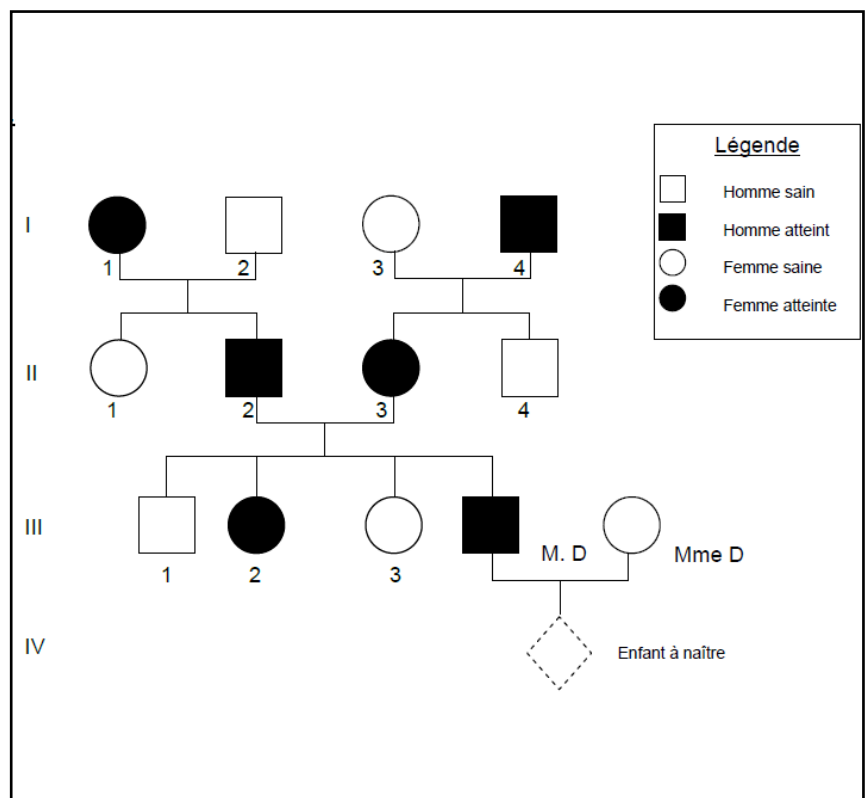 Légende
Homme sain
Homme atteint
Femme saine
Femme atteinte
I
1 2 3 4
II
1 2 3 4
III
1 2 3 M. D Mme D
IV
Enfant à naître